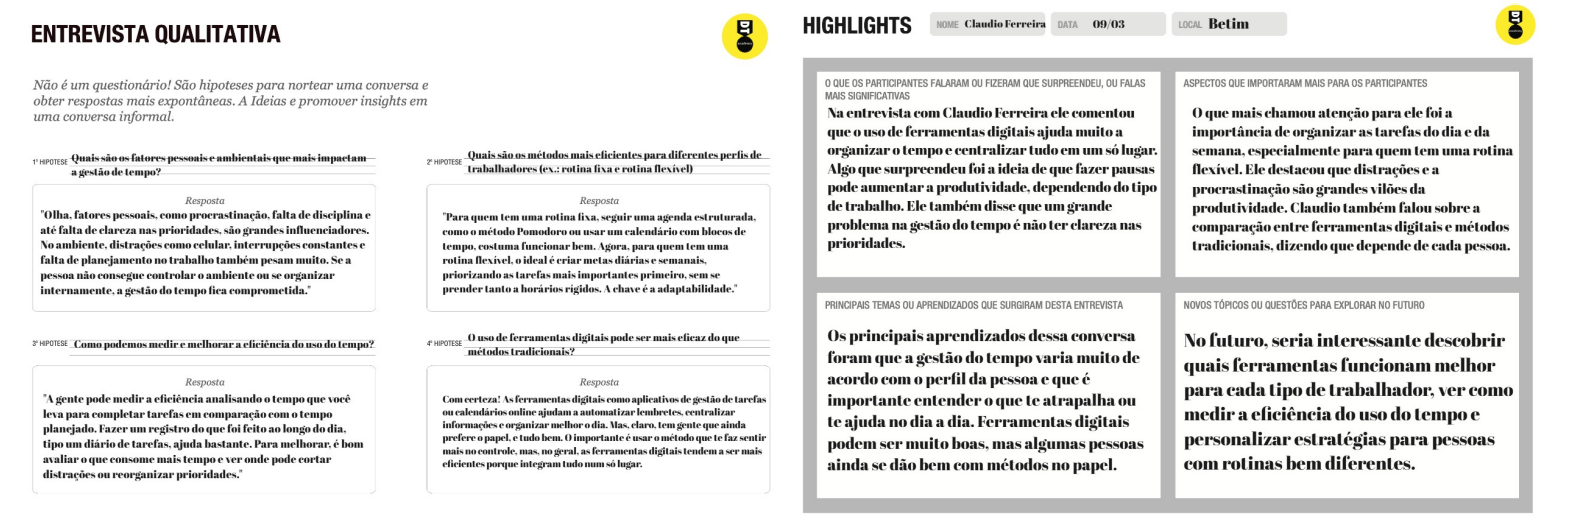 ENTREVISTA QUALITATIVA
Não é um questionário! São hipoteses para nortear uma conversa e
obter respostas mais expontâneas. A Ideias e promover insights em
uma conversa informal.
1ª HIPOTESE Quais são os fatores pessoais e ambientais que mais impactam
a gestão de tempo?
Resposta
"Olha, fatores pessoais, como procrastinação, falta de disciplina e
até falta de clareza nas prioridades, são grandes influenciadores.
No ambiente, distrações como celular, interrupções constantes e
falta de planejamento no trabalho também pesam muito. Se a
pessoa não consegue controlar o ambiente ou se organizar
internamente, a gestão do tempo fica comprometida."
2ª HIPOTESE Quais são os métodos mais eficientes para diferentes perfis de
trabalhadores (ex.: rotina fixa e rotina flexível)
Resposta
"Para quem tem uma rotina fixa, seguir uma agenda estruturada,
como o método Pomodoro ou usar um calendário com blocos de
tempo, costuma funcionar bem. Agora, para quem tem uma
rotina flexível, o ideal é criar metas diárias e semanais,
priorizando as tarefas mais importantes primeiro, sem se
prender tanto a horários rígidos. A chave é a adaptabilidade."
3ª HIPOTESE Como podemos medir e melhorar a eficiência do uso do tempo?
Resposta
"A gente pode medir a eficiência analisando o tempo que você
leva para completar tarefas em comparação com o tempo
planejado. Fazer um registro do que foi feito ao longo do dia,
tipo um diário de tarefas, ajuda bastante. Para melhorar, é bom
avaliar o que consome mais tempo e ver onde pode cortar
distrações ou reorganizar prioridades."
4ª HIPOTESE O uso de ferramentas digitais pode ser mais eficaz do que
métodos tradicionais?
Resposta
Com certeza! As ferramentas digitais como aplicativos de gestão de tarefas
ou calendários online ajudam a automatizar lembretes, centralizar
informações e organizar melhor o dia. Mas, claro, tem gente que ainda
prefere o papel, e tudo bem. O importante é usar o método que te faz sentir
mais no controle, mas, no geral, as ferramentas digitais tendem a ser mais
eficientes porque integram tudo num só lugar.
HIGHLIGHTS
NOME Claudio Ferreira
DATA 09/03
LOCAL Betim
O QUE OS PARTICIPANTES FALARAM OU FIZERAM QUE SURPREENDEU, OU FALAS
MAIS SIGNIFICATIVAS
Na entrevista com Claudio Ferreira ele comentou
que o uso de ferramentas digitais ajuda muito a
organizar o tempo e centralizar tudo em um só lugar.
Algo que surpreendeu foi a ideia de que fazer pausas
pode aumentar a produtividade, dependendo do tipo
de trabalho. Ele também disse que um grande
problema na gestão do tempo é não ter clareza nas
prioridades.
ASPECTOS QUE IMPORTARAM MAIS PARA OS PARTICIPANTES
O que mais chamou atenção para ele foi a
importância de organizar as tarefas do dia e da
semana, especialmente para quem tem uma rotina
flexível. Ele destacou que distrações e a
procrastinação são grandes vilões da
produtividade. Claudio também falou sobre a
comparação entre ferramentas digitais e métodos
tradicionais, dizendo que depende de cada pessoa.
PRINCIPAIS TEMAS OU APRENDIZADOS QUE SURGIRAM DESTA ENTREVISTA
Os principais aprendizados dessa conversa
foram que a gestão do tempo varia muito de
acordo com o perfil da pessoa e que é
importante entender o que te atrapalha ou
te ajuda no dia a dia. Ferramentas digitais
podem ser muito boas, mas algumas pessoas
ainda se dão bem com métodos no papel.
NOVOS TÓPICOS OU QUESTÕES PARA EXPLORAR NO FUTURO
No futuro, seria interessante descobrir
quais ferramentas funcionam melhor
para cada tipo de trabalhador, ver como
medir a eficiência do uso do tempo e
personalizar estratégias para pessoas
com rotinas bem diferentes.